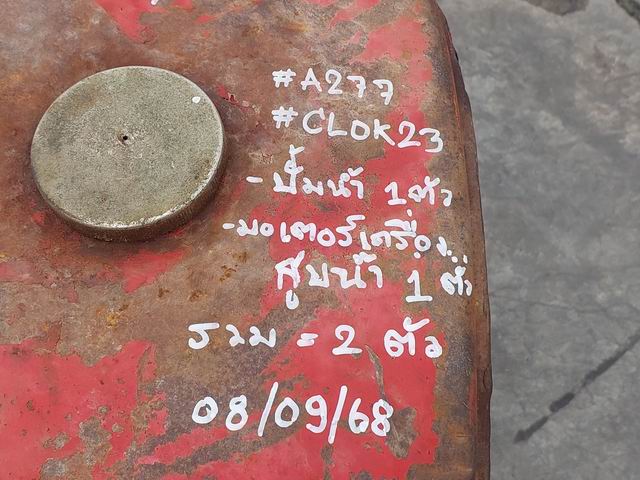 #A277
#CLOK23
-ปั้มน้ำ 1 ตัว
-มอเตอร์เครื่อง
สูบน้ำ 1 ตัว
รวม = 2 ตัว
08/09/68